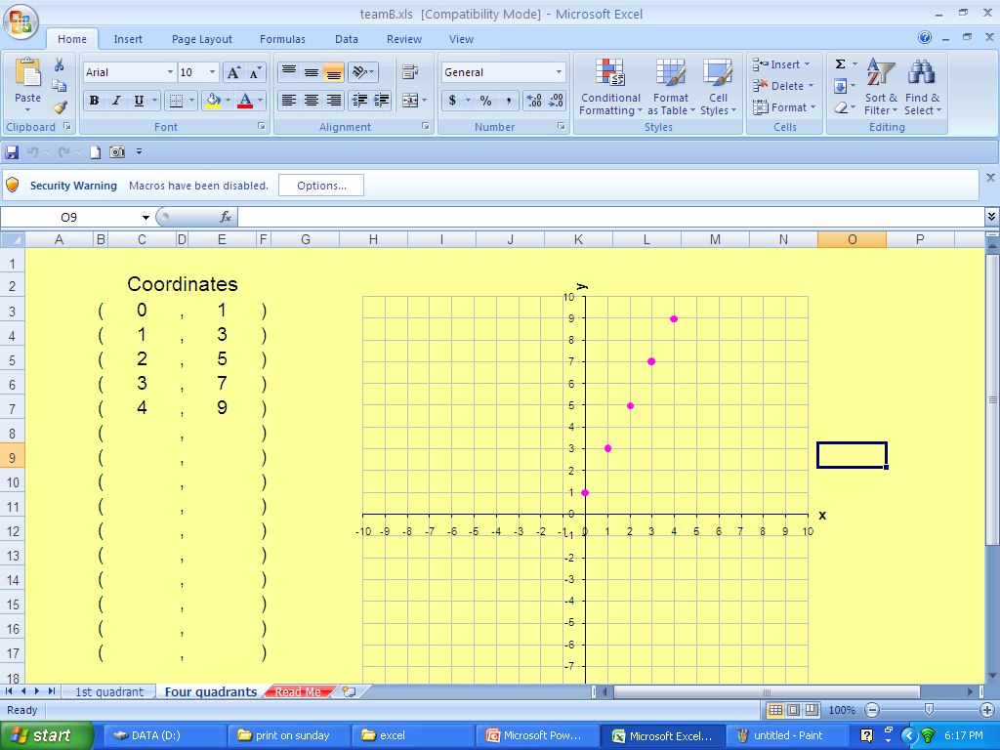 teamB.xls [Compatibility Mode] - Microsoft Excel
Home Insert Page Layout Formulas Data Review View
Paste Arial 10 General Conditional Formatting Format as Table Cell Styles Insert Delete Format Sort & Filter Find & Select
B I U $ % ,
Clipboard Font Alignment Number Styles Cells Editing
Security Warning Macros have been disabled. Options...
O9 fx
A B C D E F G H I J K L M N O P
1
2 Coordinates y
3 ( 0 , 1 )
4 ( 1 , 3 )
5 ( 2 , 5 )
6 ( 3 , 7 )
7 ( 4 , 9 )
8 ( , )
9 ( , )
10 ( , )
11 ( , )
12 ( , )
13 ( , )
14 ( , )
15 ( , )
16 ( , )
17 ( , )
18
10
9
8
7
6
5
4
3
2
1
0 x
-10 -9 -8 -7 -6 -5 -4 -3 -2 -1 0 1 2 3 4 5 6 7 8 9 10
-1
-2
-3
-4
-5
-6
-7
1st quadrant Four quadrants Read Me
Ready 100%
start DATA (D:) print on sunday excel Microsoft Pow... Microsoft Excel... untitled - Paint 6:17 PM